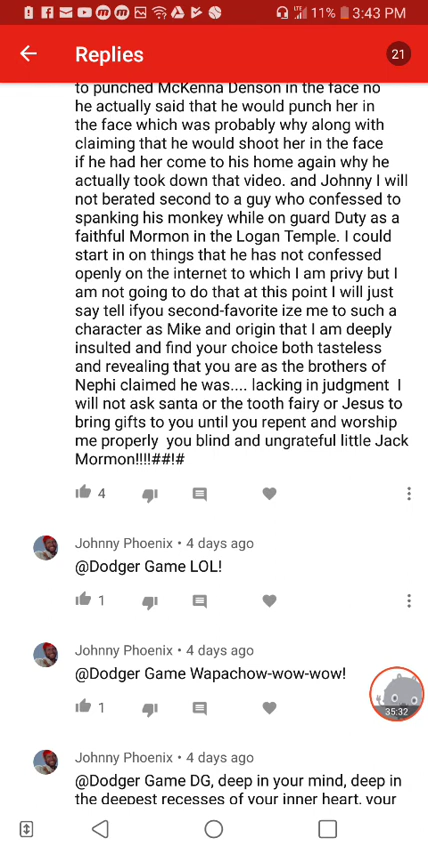 11% 3:43 PM
Replies
21
to punched McKenna Denson in the face no
he actually said that he would punch her in
the face which was probably why along with
claiming that he would shoot her in the face
if he had her come to his home again why he
actually took down that video. and Johnny I will
not berated second to a guy who confessed to
spanking his monkey while on guard Duty as a
faithful Mormon in the Logan Temple. I could
start in on things that he has not confessed
openly on the internet to which I am privy but I
am not going to do that at this point I will just
say tell ifyou second-favorite ize me to such a
character as Mike and origin that I am deeply
insulted and find your choice both tasteless
and revealing that you are as the brothers of
Nephi claimed he was.... lacking in judgment I
will not ask santa or the tooth fairy or Jesus to
bring gifts to you until you repent and worship
me properly you blind and ungrateful little Jack
Mormon!!!!##!#
4
Johnny Phoenix • 4 days ago
@Dodger Game LOL!
1
Johnny Phoenix • 4 days ago
@Dodger Game Wapachow-wow-wow!
1
35:32
Johnny Phoenix • 4 days ago
@Dodger Game DG, deep in your mind, deep in
the deepest recesses of your inner heart, your